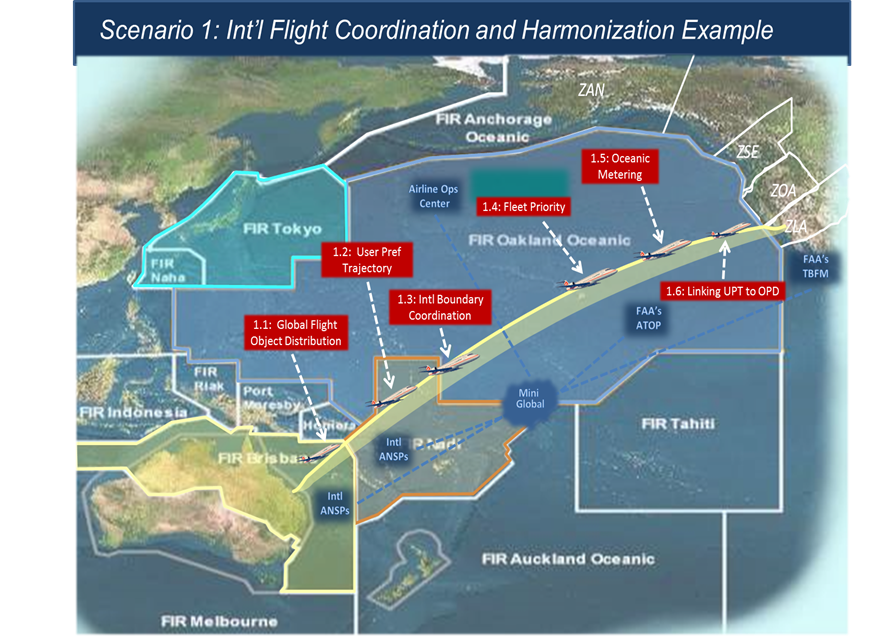 Scenario 1: Int'l Flight Coordination and Harmonization Example
ZAN
FIR Anchorage
Oceanic
1.5: Oceanic
Metering
ZSE
ZOA
ZLA
Airline Ops
Center
1.4: Fleet Priority
FIR Tokyo
FIR Oakland Oceanic
1.2: User Pref
Trajectory
FIR
Naha
FAA's
TBFM
1.6: Linking UPT to OPD
1.3: Intl Boundary
Coordination
FAA's
ATOP
1.1: Global Flight
Object Distribution
FIR
Riak
Port
Moresby
Mini
Global
FIR Indonesia
Honiara
FIR Tahiti
Intl
ANSPs
FIR Brisba
Intl
ANSPs
FIR Auckland Oceanic
FIR Melbourne